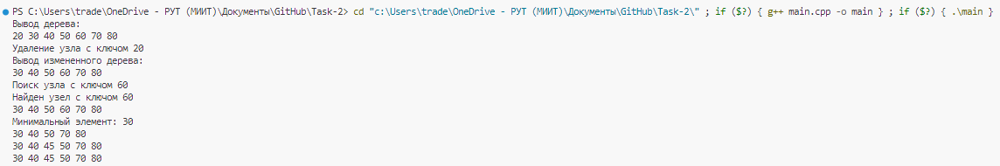 PS C:\Users\trade\OneDrive - РУТ (МИИТ)\Документы\GitHub\Task-2> cd "c:\Users\trade\OneDrive - РУТ (МИИТ)\Документы\GitHub\Task-2\" ; if ($?) { g++ main.cpp -o main } ; if ($?) { .\main }
Вывод дерева:
20 30 40 50 60 70 80
Удаление узла с ключом 20
Вывод измененного дерева:
30 40 50 60 70 80
Поиск узла с ключом 60
Найден узел с ключом 60
30 40 50 60 70 80
Минимальный элемент: 30
30 40 50 70 80
30 40 45 50 70 80
30 40 45 50 70 80